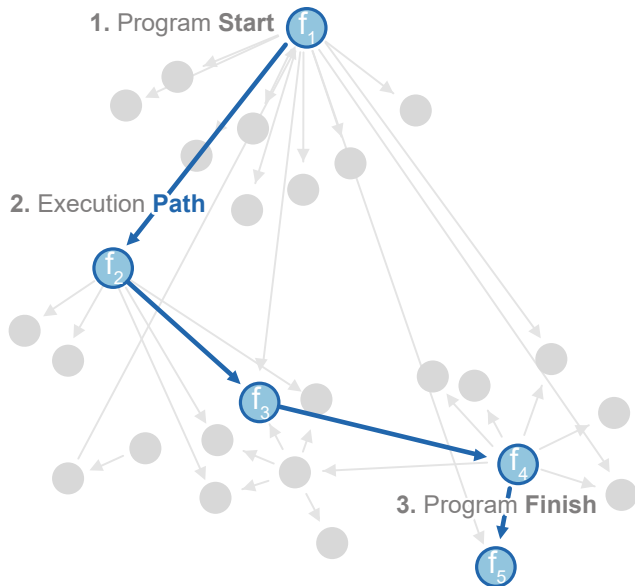 1. Program Start
f1
2. Execution Path
f2
f3
f4
3. Program Finish
f5